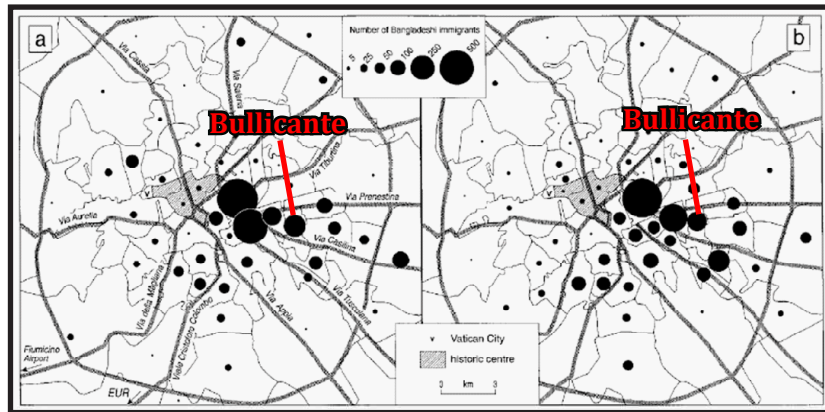 a
Number of Bangladeshi immigrants
5 25 50 100 250 500
b
Via Cassia
Via Salaria
Bullicante
Bullicante
Via Tiburtina
v
v
Via Prenestina
Via Aurelia
Via Casilina
Via Tuscolana
Via Appia
Via della Magliana
Viale Cristoforo Colombo
Fiumicino
Airport
EUR
v Vatican City
historic centre
0 km 3